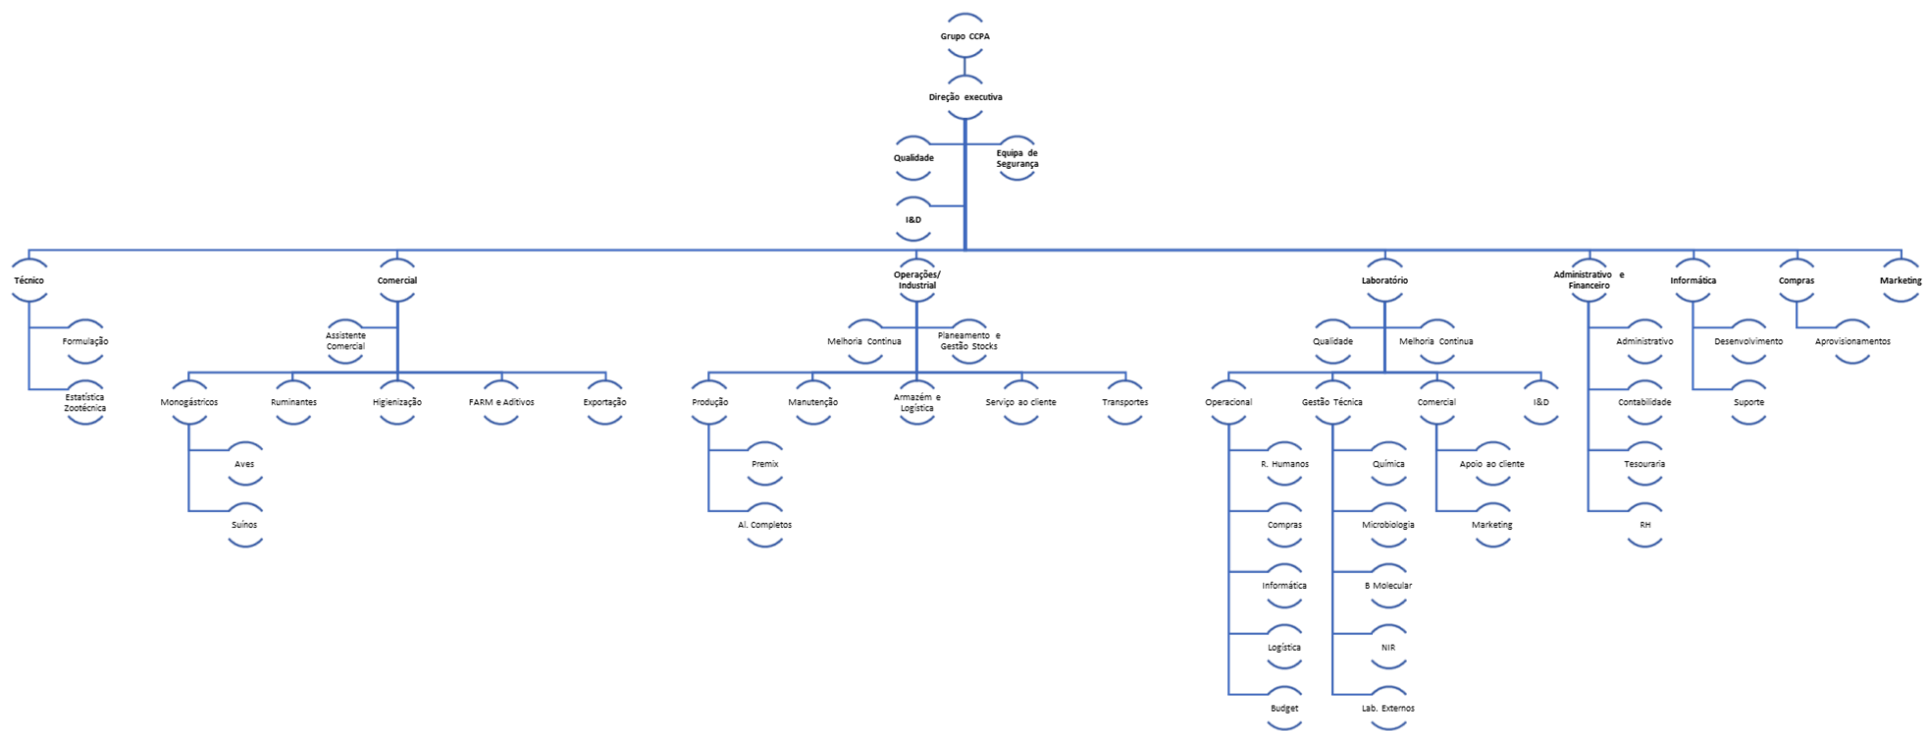 Grupo CCPA
Direção executiva
Qualidade
Equipa de
Segurança
I&D
Técnico
Comercial
Operações/
Industrial
Laboratório
Administrativo e
Financeiro
Informática
Compras
Marketing
Formulação
Assistente
Comercial
Melhoria Continua
Planeamento e
Gestão Stocks
Qualidade
Melhoria Continua
Administrativo
Desenvolvimento
Aprovisionamentos
Estatística
Zootécnica
Monogástricos
Ruminantes
Higienização
FARM e Aditivos
Exportação
Produção
Manutenção
Armazém e
Logística
Serviço ao cliente
Transportes
Operacional
Gestão Técnica
Comercial
I&D
Contabilidade
Suporte
Aves
Premix
R. Humanos
Química
Apoio ao cliente
Tesouraria
Suínos
Al. Completos
Compras
Microbiologia
Marketing
RH
Informática
B Molecular
Logística
NIR
Budget
Lab. Externos